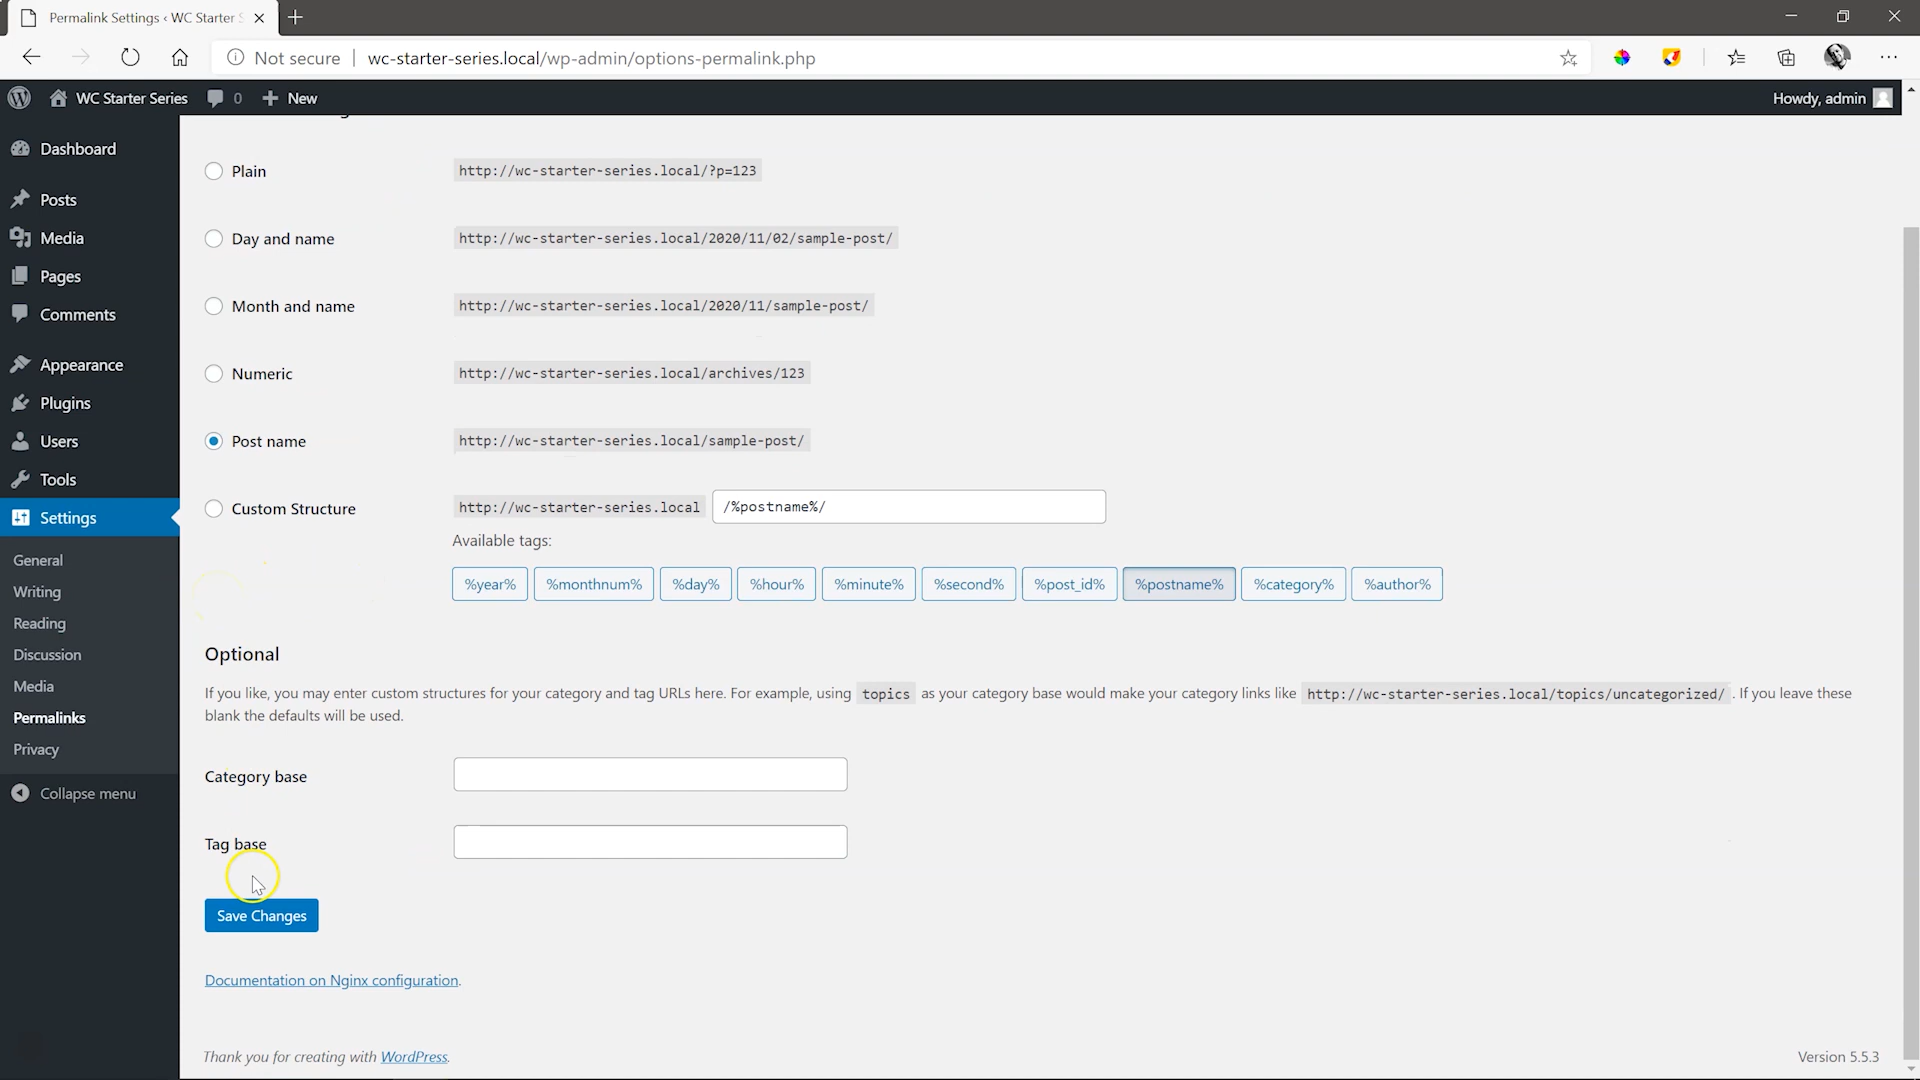 Permalink Settings ‹ WC Starter S
Not secure
wc-starter-series.local/wp-admin/options-permalink.php
WC Starter Series
0
New
Howdy, admin
Dashboard
Posts
Media
Pages
Comments
Appearance
Plugins
Users
Tools
Settings
General
Writing
Reading
Discussion
Media
Permalinks
Privacy
Collapse menu
Plain
http://wc-starter-series.local/?p=123
Day and name
http://wc-starter-series.local/2020/11/02/sample-post/
Month and name
http://wc-starter-series.local/2020/11/sample-post/
Numeric
http://wc-starter-series.local/archives/123
Post name
http://wc-starter-series.local/sample-post/
Custom Structure
http://wc-starter-series.local
/%postname%/
Available tags:
%year% %monthnum% %day% %hour% %minute% %second% %post_id% %postname% %category% %author%
Optional
If you like, you may enter custom structures for your category and tag URLs here. For example, using topics as your category base would make your category links like http://wc-starter-series.local/topics/uncategorized/ . If you leave these
blank the defaults will be used.
Category base
Tag base
Save Changes
Documentation on Nginx configuration.
Thank you for creating with WordPress.
Version 5.5.3